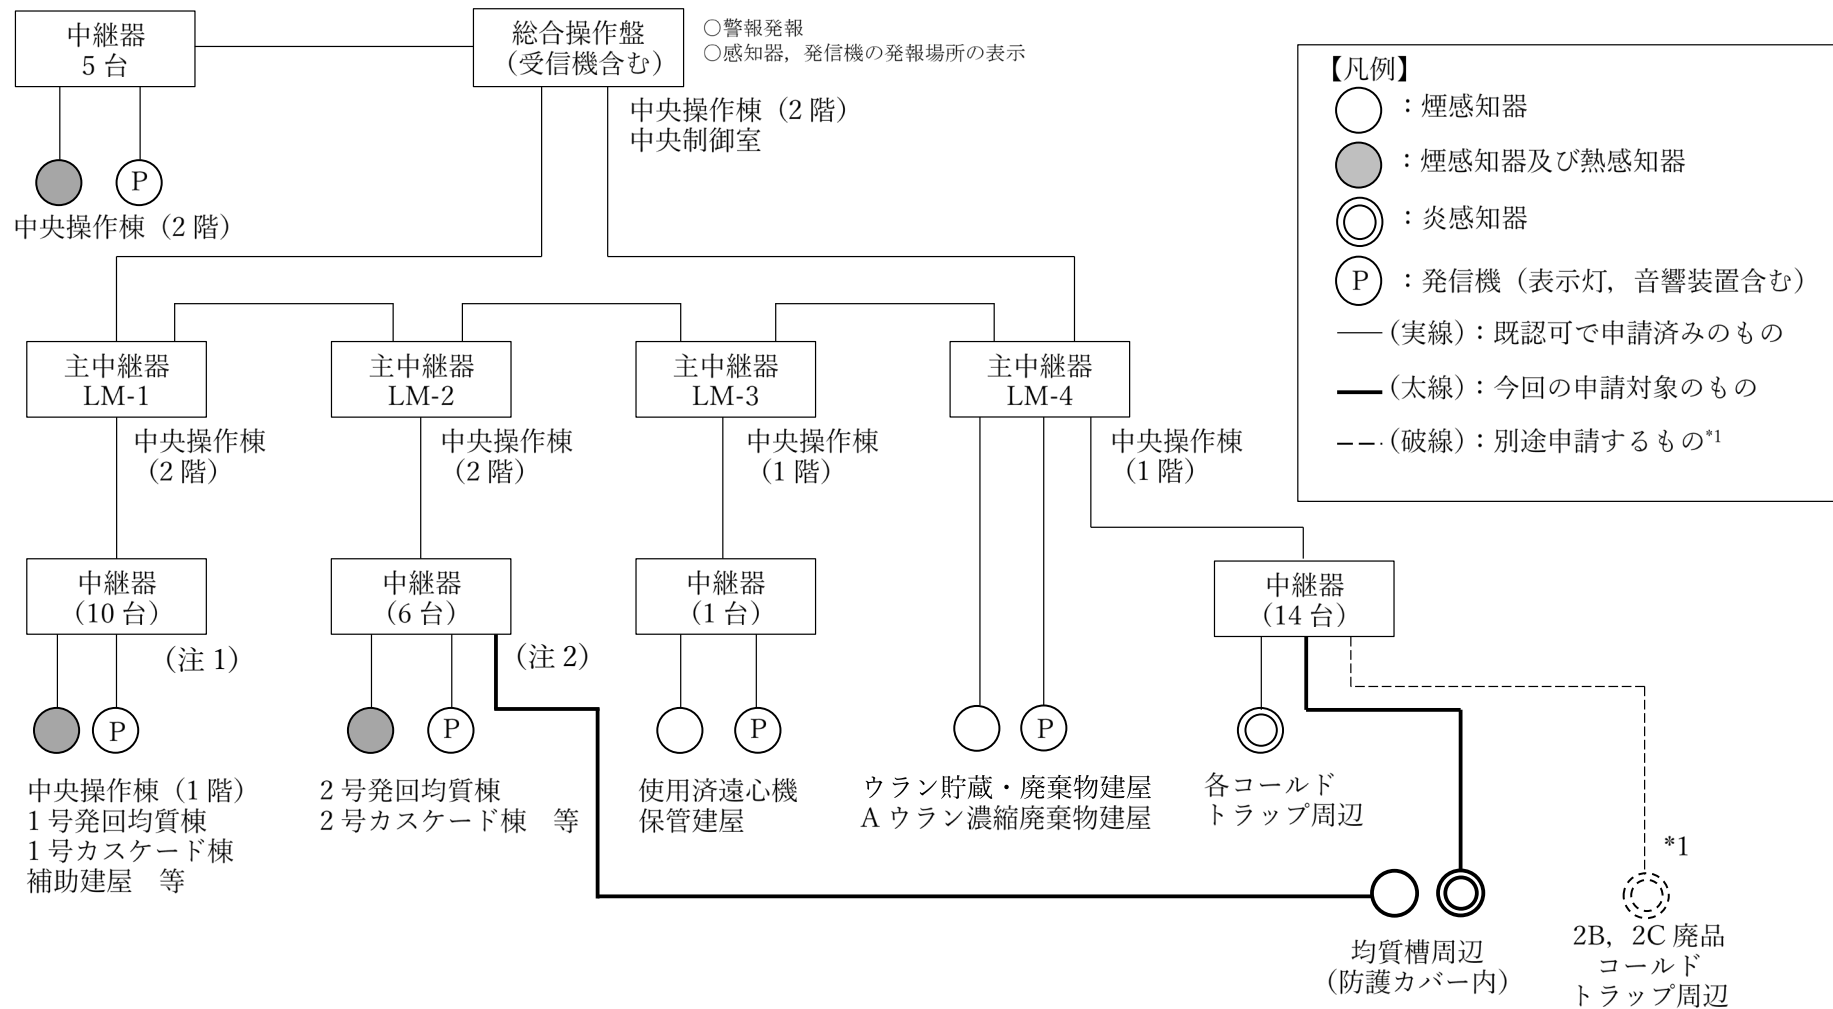 中継器
5 台
総合操作盤
（受信機含む）
○警報発報
○感知器，発信機の発報場所の表示
中央操作棟（2 階）
中央制御室
P
中央操作棟（2 階）
【凡例】
：煙感知器
：煙感知器及び熱感知器
：炎感知器
P ：発信機（表示灯，音響装置含む）
（実線）：既認可で申請済みのもの
（太線）：今回の申請対象のもの
（破線）：別途申請するもの*1
主中継器
LM-1
中央操作棟
（2 階）
主中継器
LM-2
中央操作棟
（2 階）
主中継器
LM-3
中央操作棟
（1 階）
主中継器
LM-4
中央操作棟
（1 階）
中継器
（10 台）
（注 1）
中継器
（6 台）
（注 2）
中継器
（1 台）
中継器
（14 台）
P
P
P
P
中央操作棟（1 階）
1 号発回均質棟
1 号カスケード棟
補助建屋　等
2 号発回均質棟
2 号カスケード棟　等
使用済遠心機
保管建屋
ウラン貯蔵・廃棄物建屋
A ウラン濃縮廃棄物建屋
各コールド
トラップ周辺
*1
均質槽周辺
（防護カバー内）
2B，2C 廃品
コールド
トラップ周辺